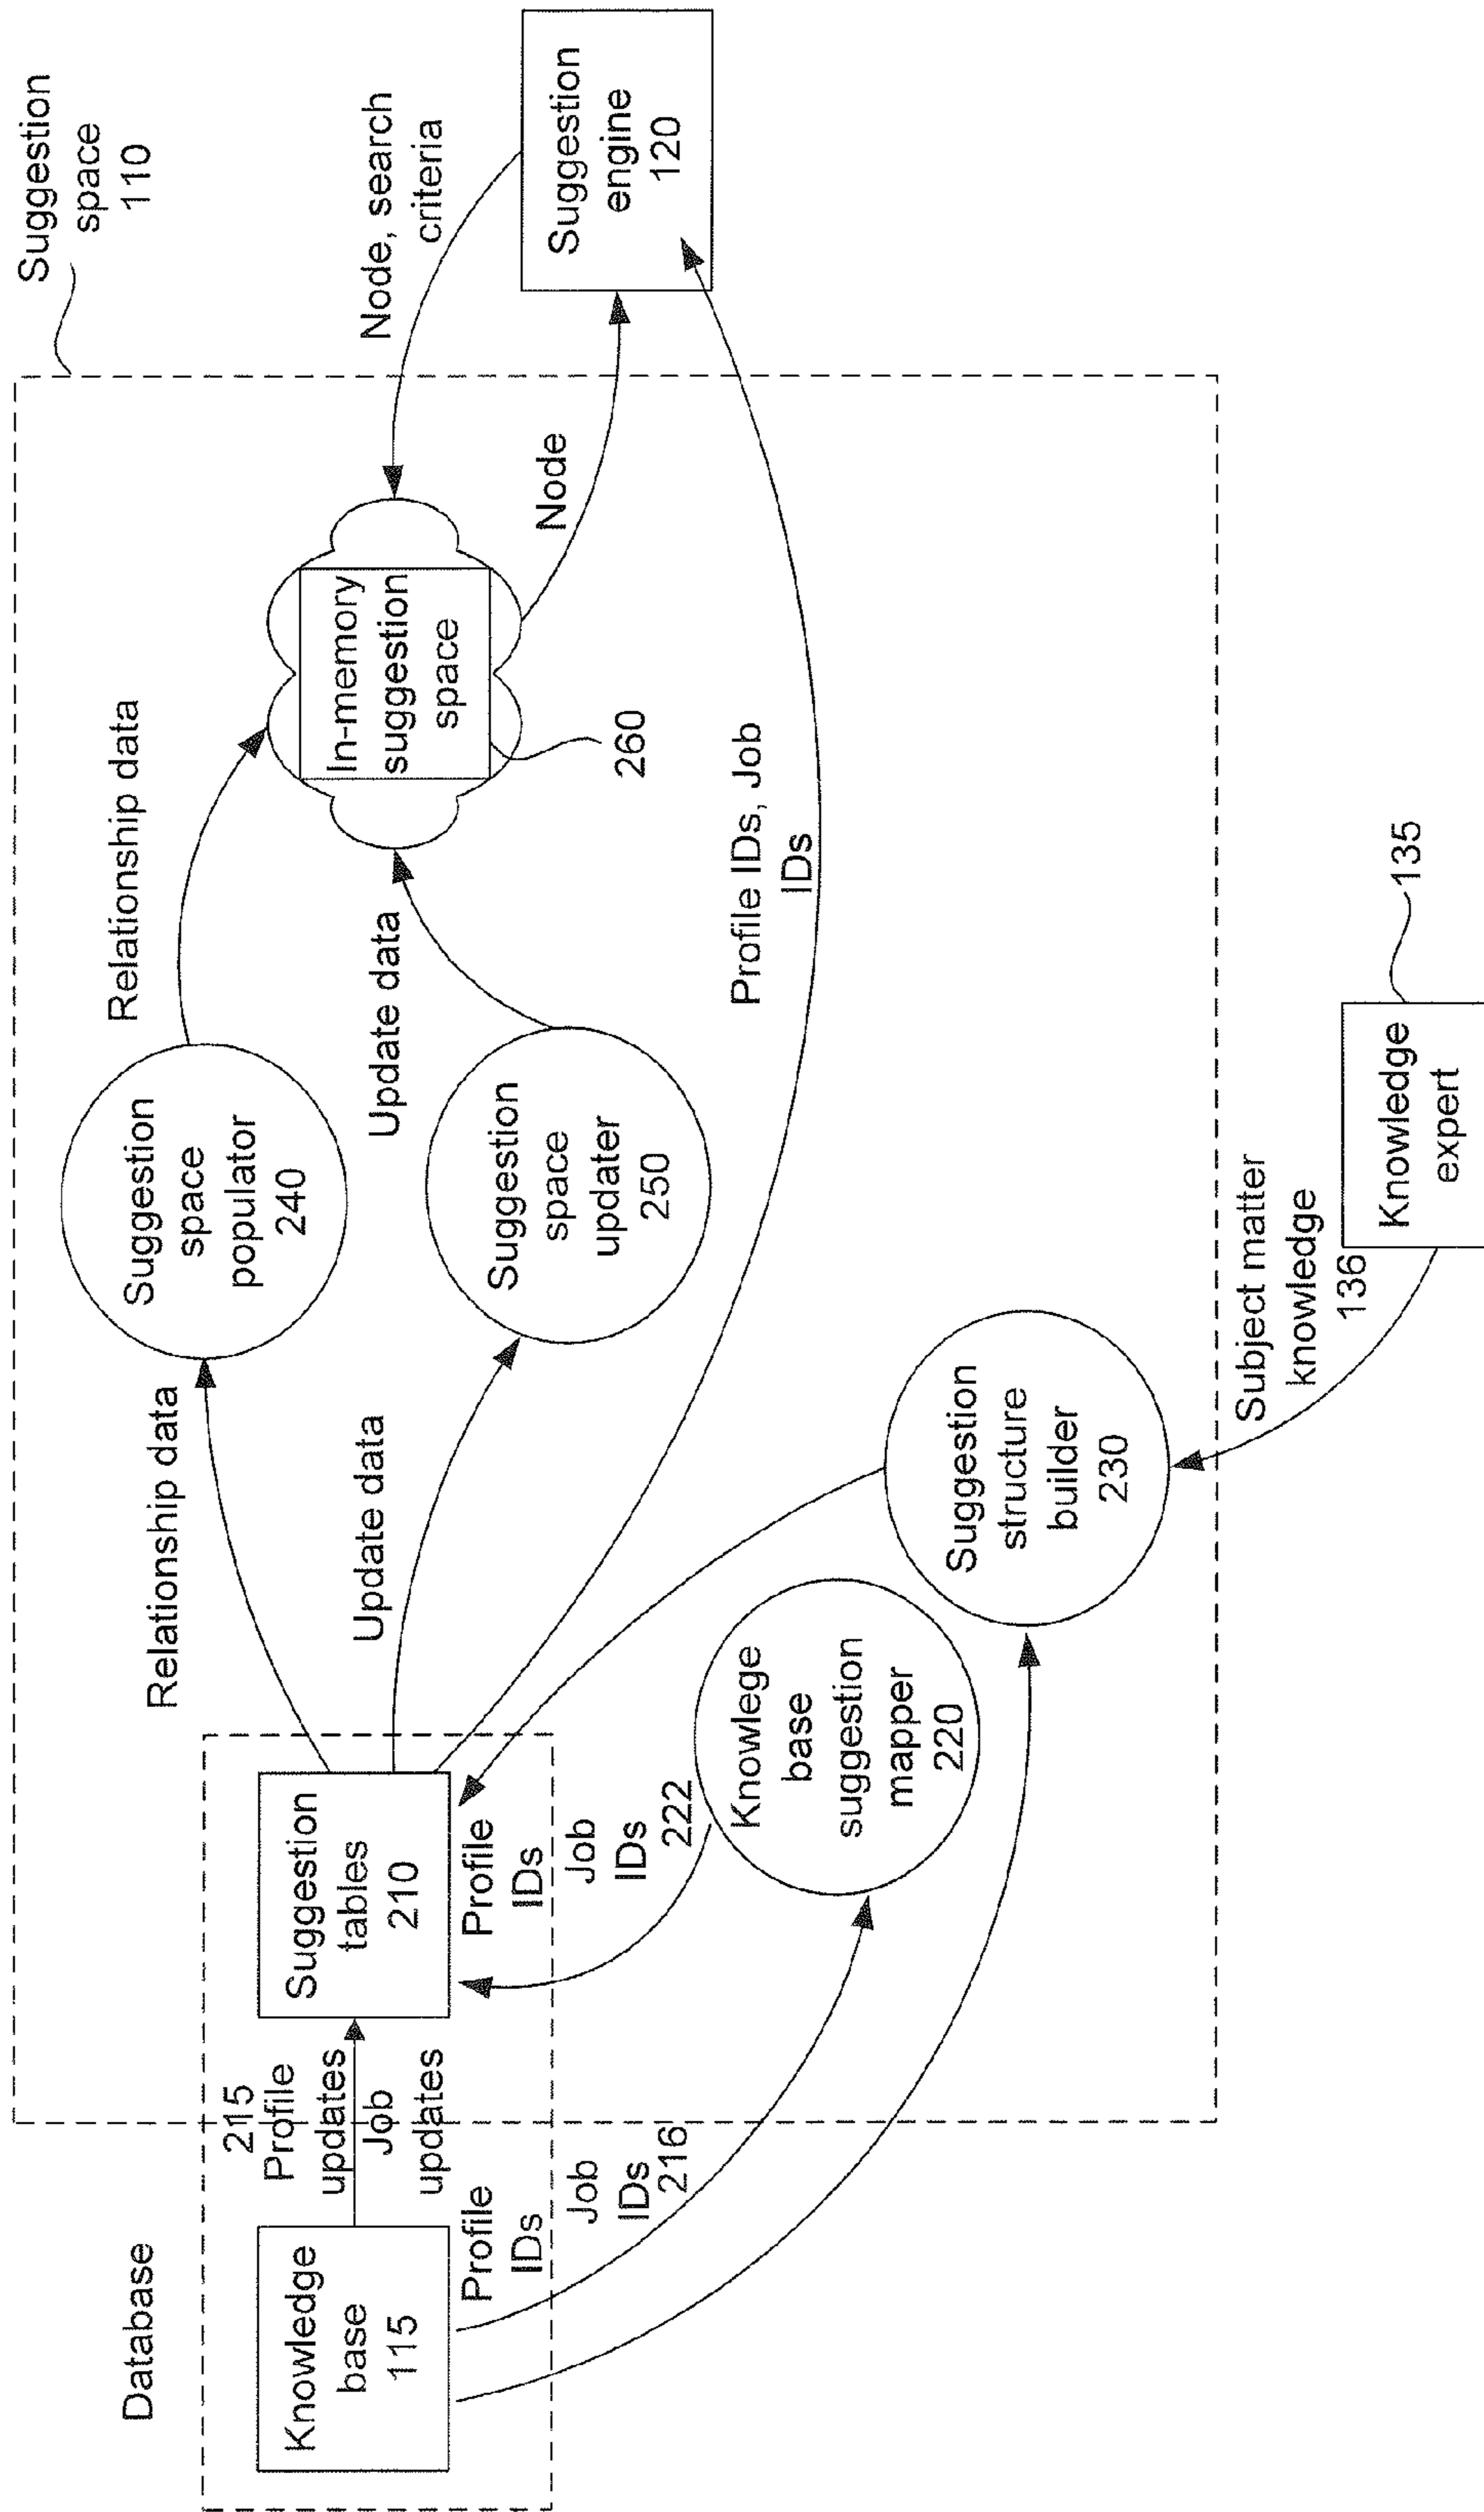 Database
Suggestion
space
110
Knowledge
base
115
215
Profile
updates
Job
updates
Suggestion
tables
210
Relationship data
Suggestion
space
populator
240
Relationship data
Update data
Suggestion
space
updater
250
Update data
In-memory
suggestion
space
260
Node, search
criteria
Node
Suggestion
engine
120
Profile IDs, Job
IDs
Profile
IDs
Job
IDs
216
Profile
IDs
Job
IDs
222
Knowlege
base
suggestion
mapper
220
Suggestion
structure
builder
230
Subject matter
knowledge
136
Knowledge
expert
135